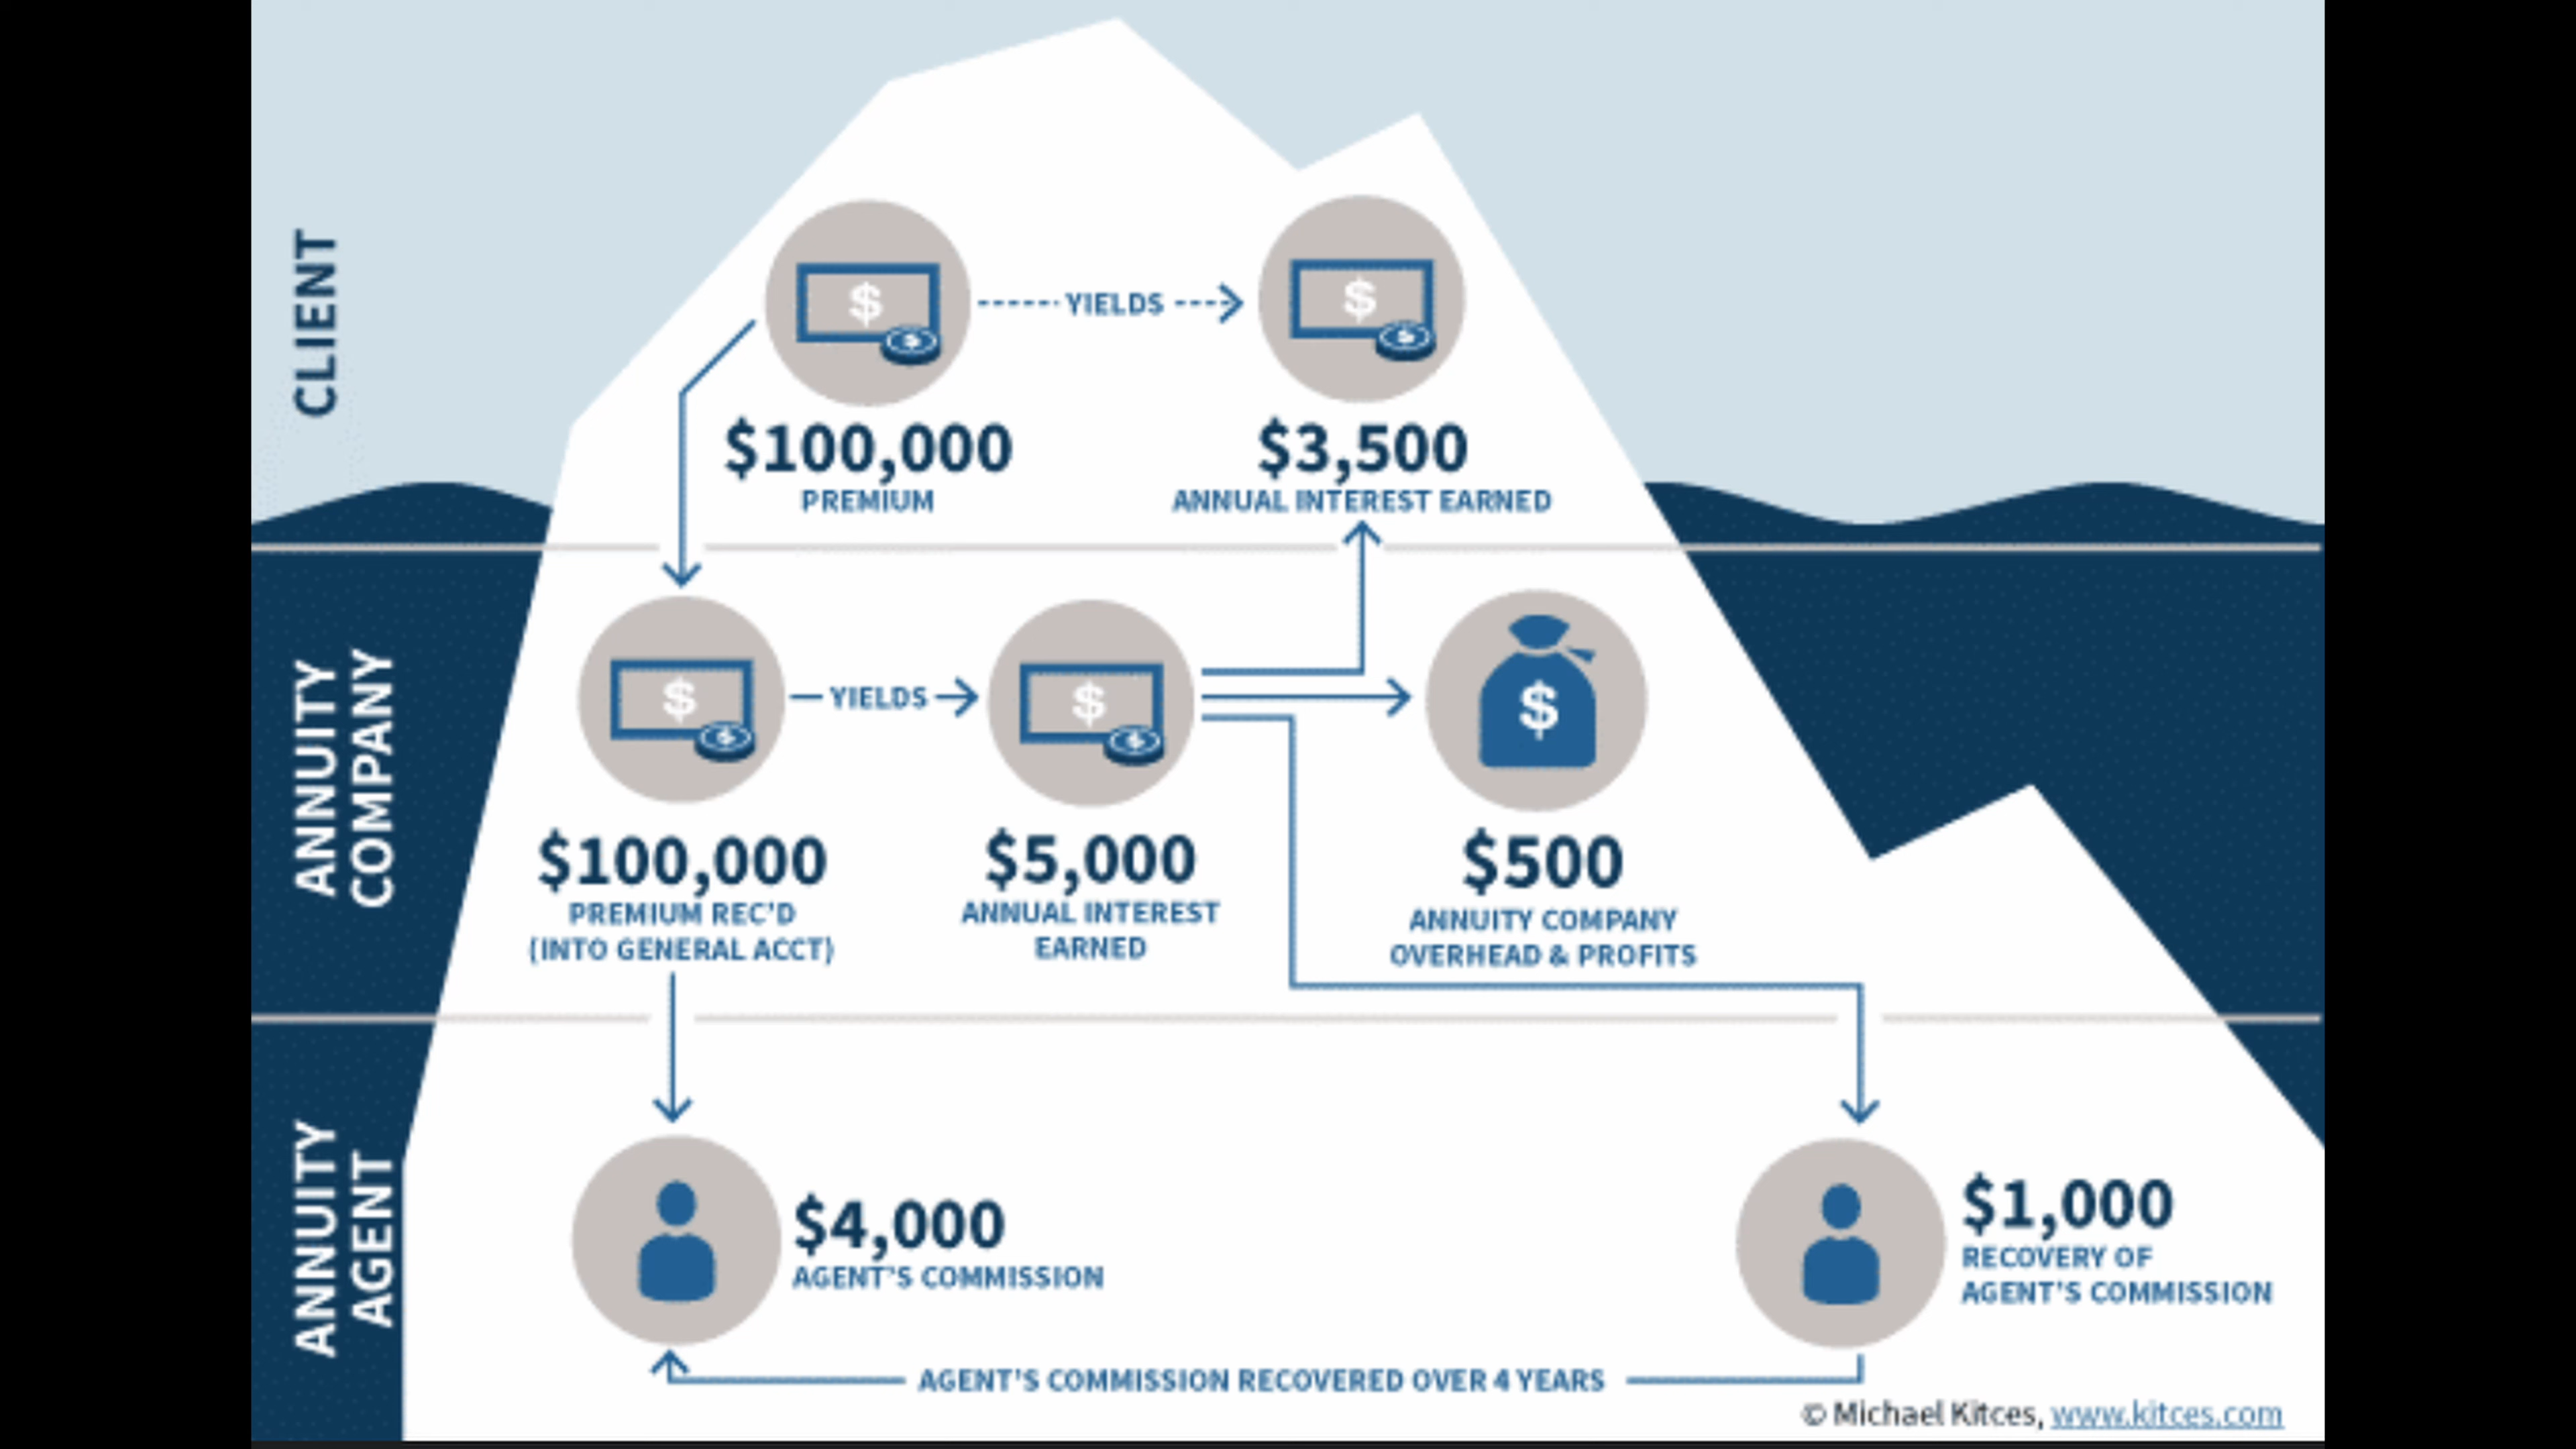 CLIENT
YIELDS
$100,000
PREMIUM
$3,500
ANNUAL INTEREST EARNED
ANNUITY
COMPANY
YIELDS
$100,000
PREMIUM REC'D
(INTO GENERAL ACCT)
$5,000
ANNUAL INTEREST
EARNED
$500
ANNUITY COMPANY
OVERHEAD & PROFITS
ANNUITY
AGENT
$4,000
AGENT'S COMMISSION
$1,000
RECOVERY OF
AGENT'S COMMISSION
AGENT'S COMMISSION RECOVERED OVER 4 YEARS
© Michael Kitces, www.kitces.com